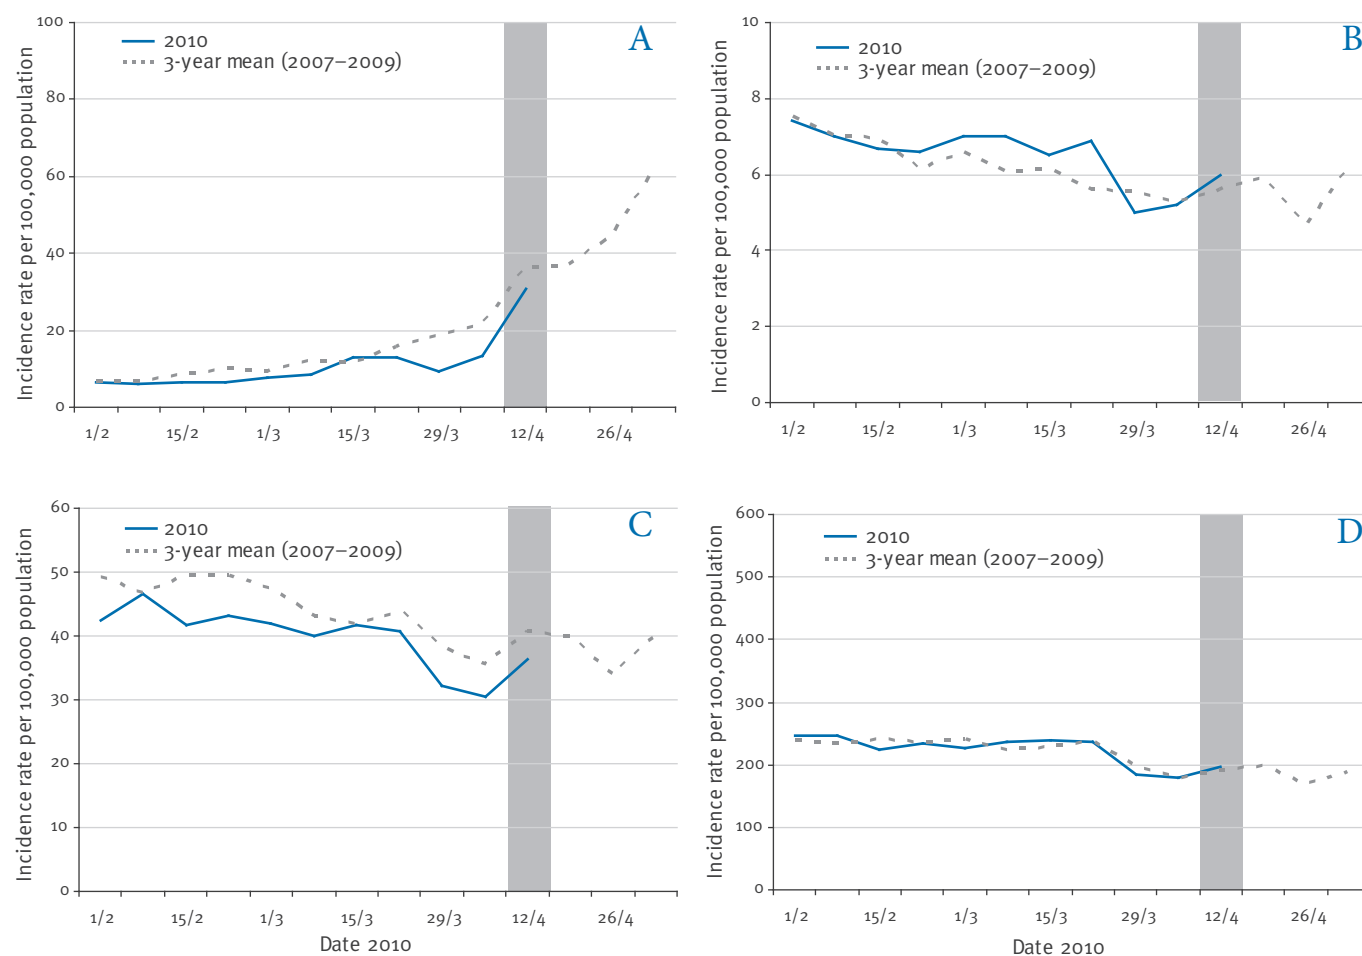 A
2010
3-year mean (2007–2009)
Incidence rate per 100,000 population
100
80
60
40
20
0
1/2 15/2 1/3 15/3 29/3 12/4 26/4
B
2010
3-year mean (2007–2009)
Incidence rate per 100,000 population
10
8
6
4
2
0
1/2 15/2 1/3 15/3 29/3 12/4 26/4
C
2010
3-year mean (2007–2009)
Incidence rate per 100,000 population
60
50
40
30
20
10
0
1/2 15/2 1/3 15/3 29/3 12/4 26/4
Date 2010
D
2010
3-year mean (2007–2009)
Incidence rate per 100,000 population
600
500
400
300
200
100
0
1/2 15/2 1/3 15/3 29/3 12/4 26/4
Date 2010